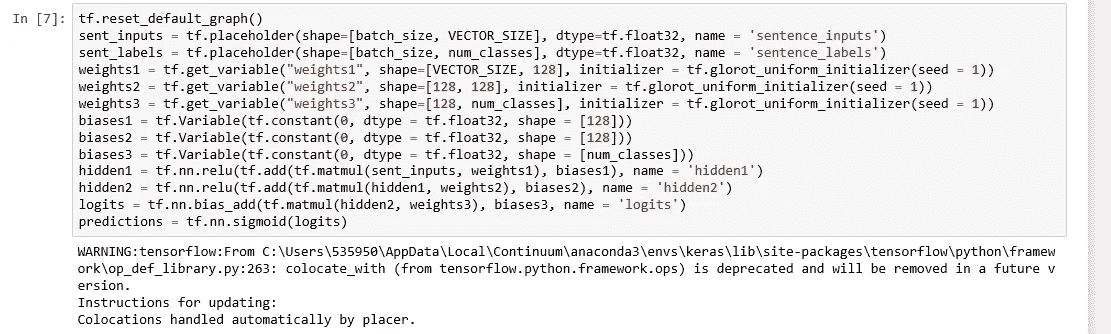 In [7]: tf.reset_default_graph()
sent_inputs = tf.placeholder(shape=[batch_size, VECTOR_SIZE], dtype=tf.float32, name = 'sentence_inputs')
sent_labels = tf.placeholder(shape=[batch_size, num_classes], dtype=tf.float32, name = 'sentence_labels')
weights1 = tf.get_variable("weights1", shape=[VECTOR_SIZE, 128], initializer = tf.glorot_uniform_initializer(seed = 1))
weights2 = tf.get_variable("weights2", shape=[128, 128], initializer = tf.glorot_uniform_initializer(seed = 1))
weights3 = tf.get_variable("weights3", shape=[128, num_classes], initializer = tf.glorot_uniform_initializer(seed = 1))
biases1 = tf.Variable(tf.constant(0, dtype = tf.float32, shape = [128]))
biases2 = tf.Variable(tf.constant(0, dtype = tf.float32, shape = [128]))
biases3 = tf.Variable(tf.constant(0, dtype = tf.float32, shape = [num_classes]))
hidden1 = tf.nn.relu(tf.add(tf.matmul(sent_inputs, weights1), biases1), name = 'hidden1')
hidden2 = tf.nn.relu(tf.add(tf.matmul(hidden1, weights2), biases2), name = 'hidden2')
logits = tf.nn.bias_add(tf.matmul(hidden2, weights3), biases3, name = 'logits')
predictions = tf.nn.sigmoid(logits)
WARNING:tensorflow:From C:\Users\535950\AppData\Local\Continuum\anaconda3\envs\keras\lib\site-packages\tensorflow\python\framew
ork\op_def_library.py:263: colocate_with (from tensorflow.python.framework.ops) is deprecated and will be removed in a future v
ersion.
Instructions for updating:
Colocations handled automatically by placer.